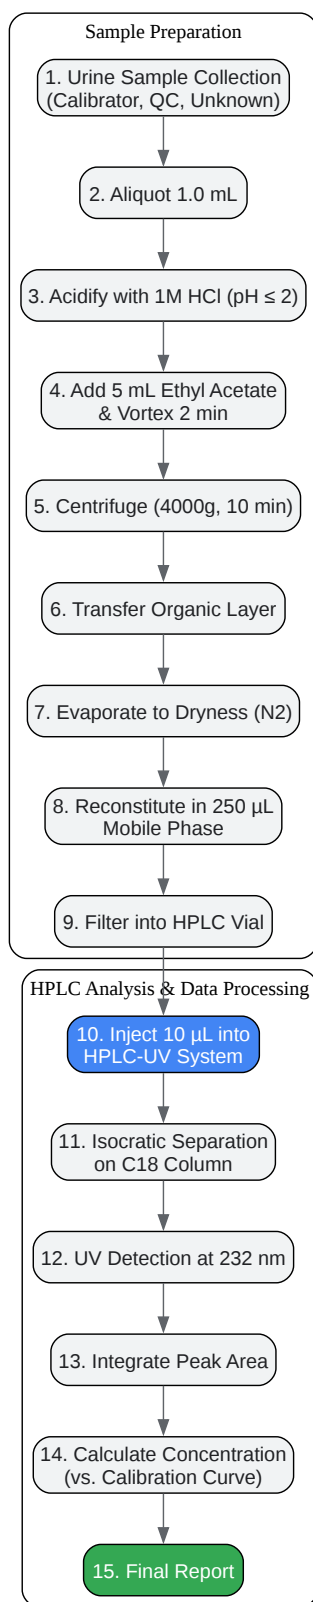 Sample Preparation
1. Urine Sample Collection
(Calibrator, QC, Unknown)
2. Aliquot 1.0 mL
3. Acidify with 1M HCl (pH ≤ 2)
4. Add 5 mL Ethyl Acetate
& Vortex 2 min
5. Centrifuge (4000g, 10 min)
6. Transfer Organic Layer
7. Evaporate to Dryness (N2)
8. Reconstitute in 250 µL
Mobile Phase
9. Filter into HPLC Vial
HPLC Analysis & Data Processing
10. Inject 10 µL into
HPLC-UV System
11. Isocratic Separation
on C18 Column
12. UV Detection at 232 nm
13. Integrate Peak Area
14. Calculate Concentration
(vs. Calibration Curve)
15. Final Report